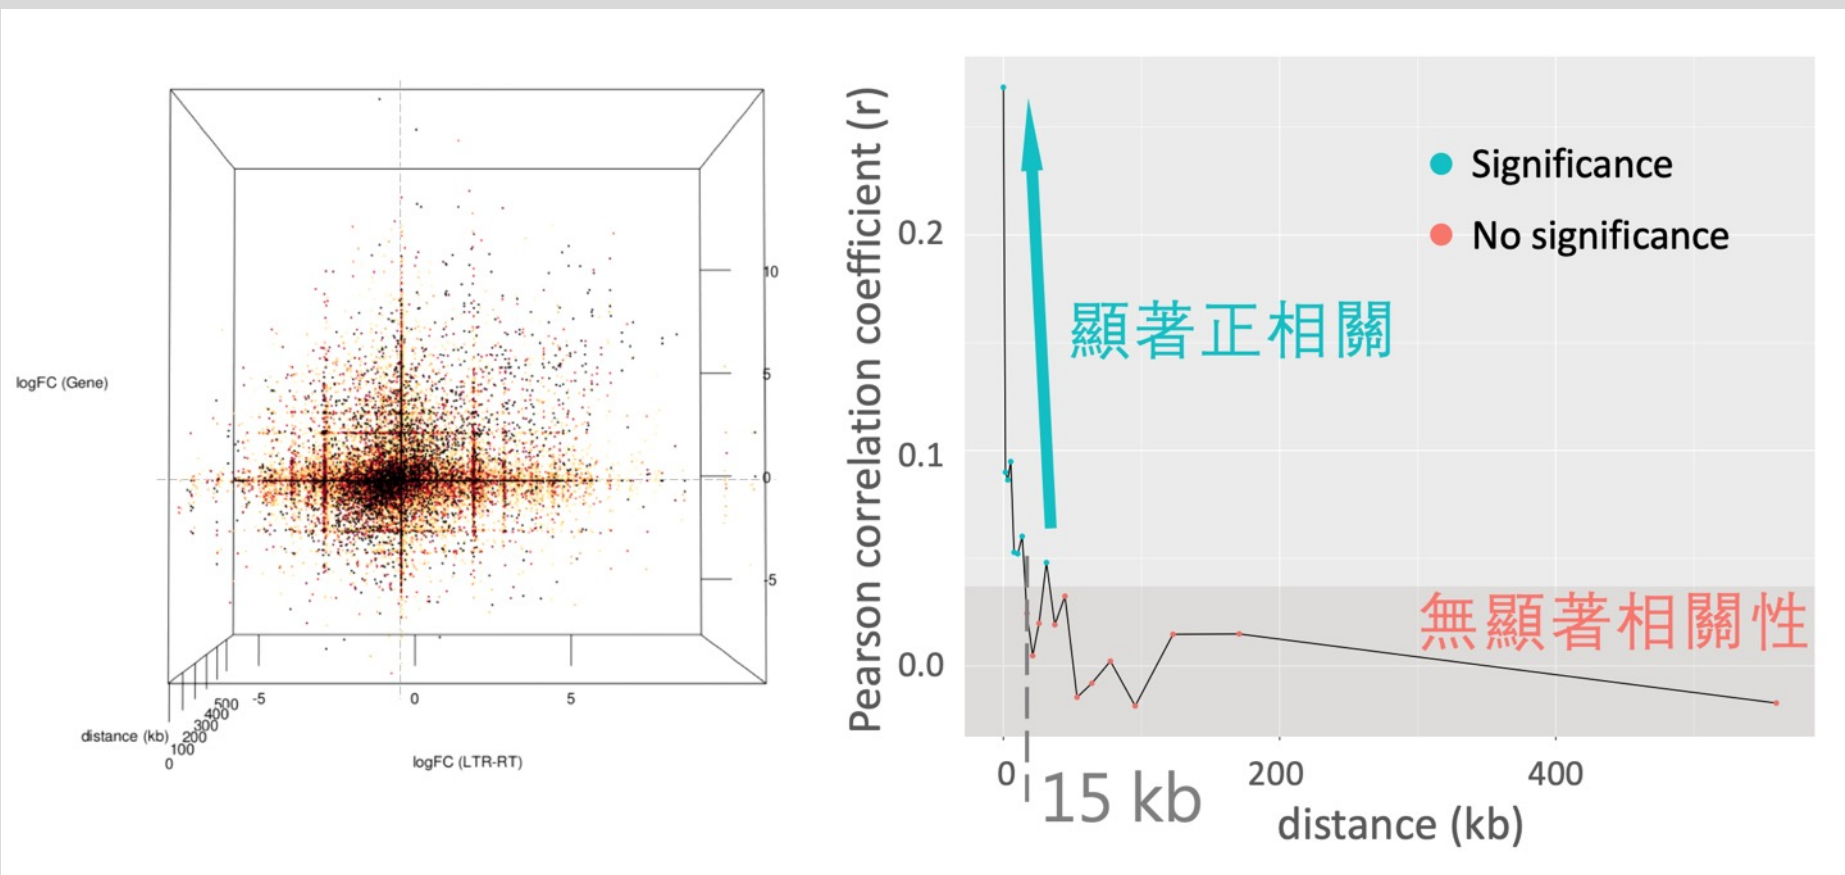 logFC (Gene)
10
5
0
-5
-5
0
5
500
400
300
200
100
0
distance (kb)
logFC (LTR-RT)
Pearson correlation coefficient (r)
0.2
0.1
0.0
Significance
No significance
顯著正相關
無顯著相關性
0
200
400
15 kb
distance (kb)